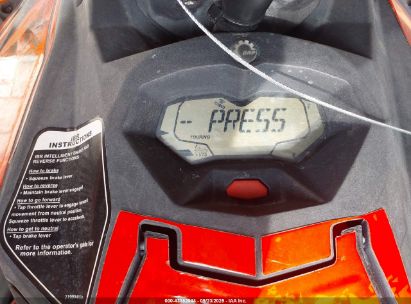 -- PRESS
TOURING
iBR
INSTRUCTIONS
IBR INTELLIGENT BRAKE AND
REVERSE FUNCTIONS
How to brake
- Squeeze brake lever
How to reverse
- Maintain brake lever engaged
How to go forward
- Tap throttle lever to engage
movement from neutral position
Squeeze throttle lever to accelerate
How to get to neutral
- Tap brake lever
Refer to the operator's guide for
more information.